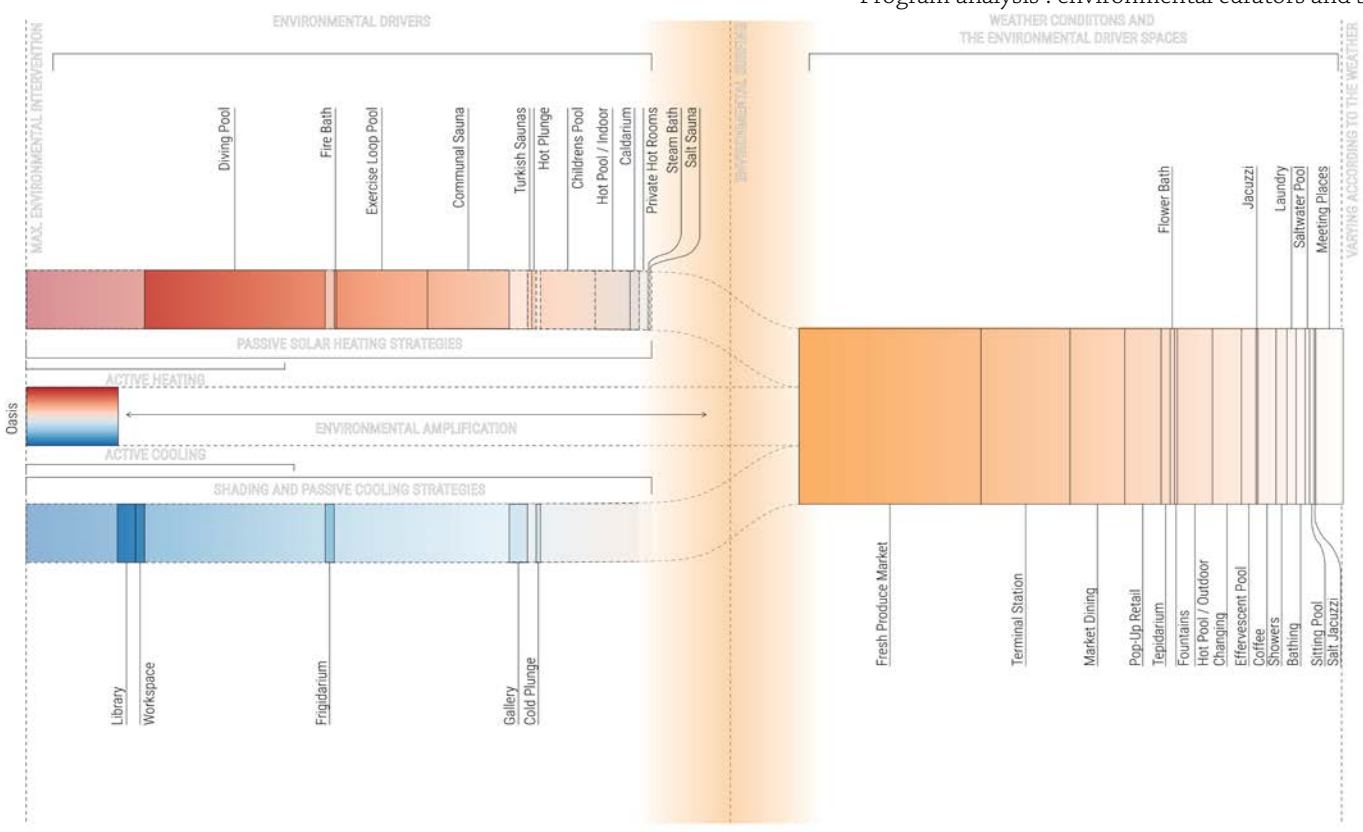 Program analysis : environmental
ENVIRONMENTAL DRIVERS
WEATHER CONDIITONS AND
THE ENVIRONMENTAL DRIVER SPACES
MAX. ENVIRONMENTAL INTERVENTION
VARYING ACCORDING TO THE WEATHER
Diving Pool
Fire Bath
Exercise Loop Pool
Communal Sauna
Turkish Saunas
Hot Plunge
Childrens Pool
Hot Pool / Indoor
Caldarium
Private Hot Rooms
Steam Bath
Salt Sauna
Flower Bath
Jacuzzi
Laundry
Saltwater Pool
Meeting Places
PASSIVE SOLAR HEATING STRATEGIES
ACTIVE HEATING
Oasis
ENVIRONMENTAL AMPLIFICATION
ACTIVE COOLING
SHADING AND PASSIVE COOLING STRATEGIES
Library
Workspace
Frigidarium
Gallery
Cold Plunge
Fresh Produce Market
Terminal Station
Market Dining
Pop-Up Retail
Tepidarium
Fountains
Hot Pool / Outdoor
Changing
Effervescent Pool
Coffee
Showers
Bathing
Sitting Pool
Salt Jacuzzi